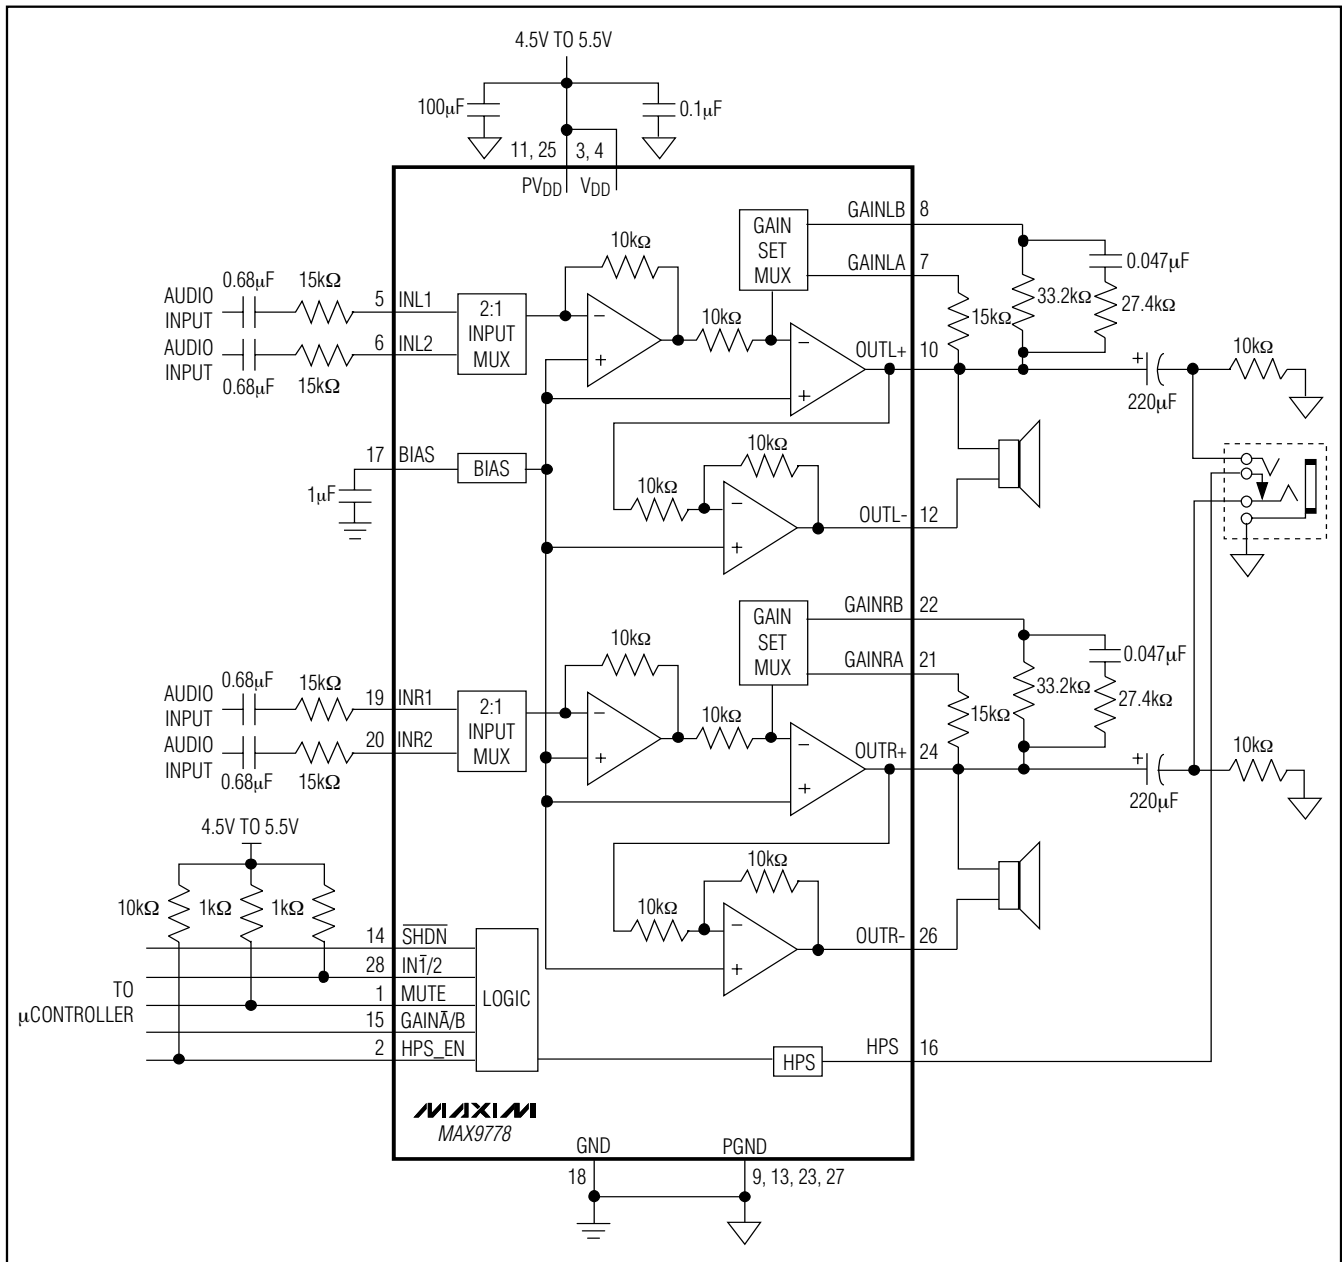 4.5V TO 5.5V
100µF
0.1µF
11, 25
3, 4
PVDD
VDD
GAINLB
8
GAIN
SET
MUX
10kΩ
GAINLA
7
0.047µF
AUDIO
INPUT
0.68µF
15kΩ
5
INL1
2:1
INPUT
MUX
–
+
10kΩ
–
+
15kΩ
33.2kΩ
27.4kΩ
AUDIO
INPUT
0.68µF
15kΩ
6
INL2
OUTL+
10
+
220µF
10kΩ
17
BIAS
BIAS
1µF
10kΩ
10kΩ
–
+
OUTL-
12
GAINRB
22
GAIN
SET
MUX
10kΩ
GAINRA
21
0.047µF
AUDIO
INPUT
0.68µF
15kΩ
19
INR1
2:1
INPUT
MUX
–
+
10kΩ
–
+
15kΩ
33.2kΩ
27.4kΩ
AUDIO
INPUT
0.68µF
15kΩ
20
INR2
OUTR+
24
+
220µF
10kΩ
4.5V TO 5.5V
10kΩ
1kΩ
1kΩ
10kΩ
10kΩ
–
+
OUTR-
26
TO
µCONTROLLER
14
S̅H̅D̅N̅
28
IN1̅/2
1
MUTE
15
GAINA̅/B
2
HPS_EN
LOGIC
HPS
HPS
16
MAXIM
MAX9778
GND
18
PGND
9, 13, 23, 27